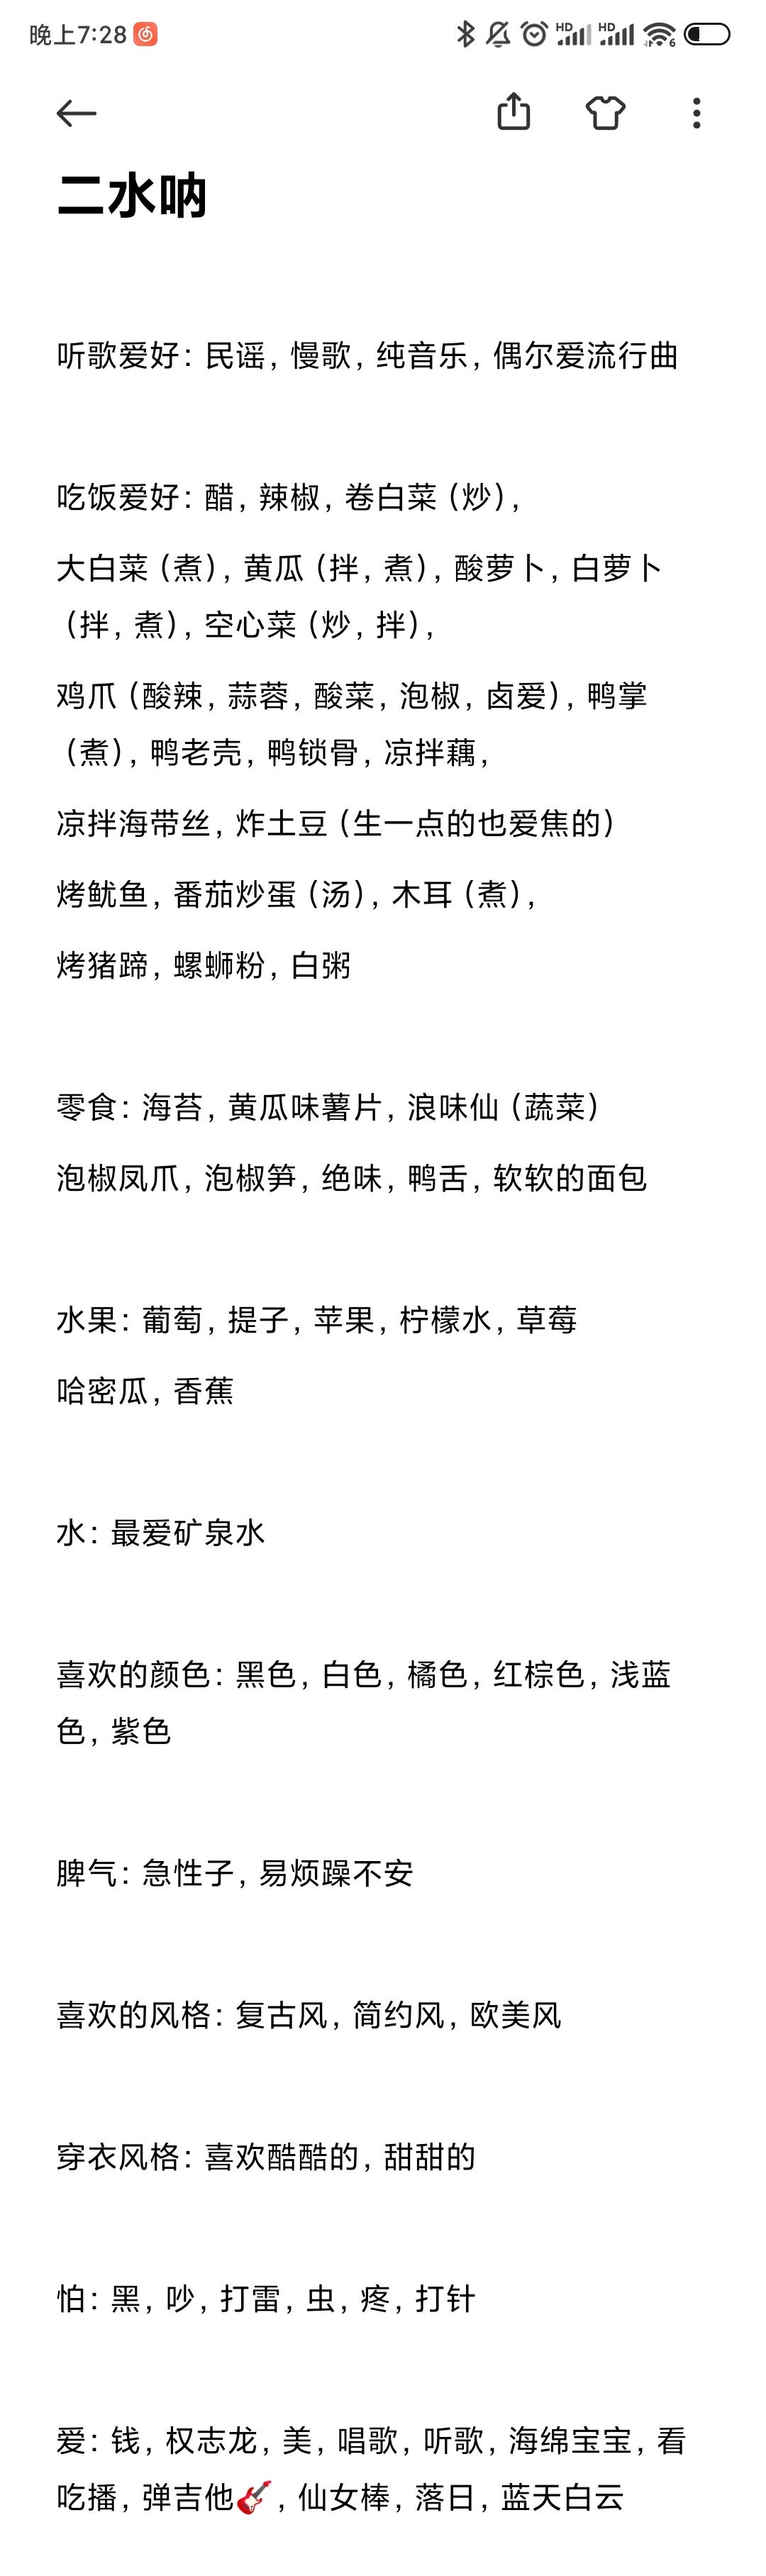 晚上7:28
HD HD 6
二水呐
听歌爱好: 民谣, 慢歌, 纯音乐, 偶尔爱流行曲
吃饭爱好: 醋, 辣椒, 卷白菜 (炒),
大白菜 (煮), 黄瓜 (拌, 煮), 酸萝卜, 白萝卜
(拌, 煮), 空心菜 (炒, 拌),
鸡爪 (酸辣, 蒜蓉, 酸菜, 泡椒, 卤爱), 鸭掌
(煮), 鸭老壳, 鸭锁骨, 凉拌藕,
凉拌海带丝, 炸土豆 (生一点的也爱焦的)
烤鱿鱼, 番茄炒蛋 (汤), 木耳 (煮),
烤猪蹄, 螺蛳粉, 白粥
零食: 海苔, 黄瓜味薯片, 浪味仙 (蔬菜)
泡椒凤爪, 泡椒笋, 绝味, 鸭舌, 软软的面包
水果: 葡萄, 提子, 苹果, 柠檬水, 草莓
哈密瓜, 香蕉
水: 最爱矿泉水
喜欢的颜色: 黑色, 白色, 橘色, 红棕色, 浅蓝
色, 紫色
脾气: 急性子, 易烦躁不安
喜欢的风格: 复古风, 简约风, 欧美风
穿衣风格: 喜欢酷酷的, 甜甜的
怕: 黑, 吵, 打雷, 虫, 疼, 打针
爱: 钱, 权志龙, 美, 唱歌, 听歌, 海绵宝宝, 看
吃播, 弹吉他🎸, 仙女棒, 落日, 蓝天白云